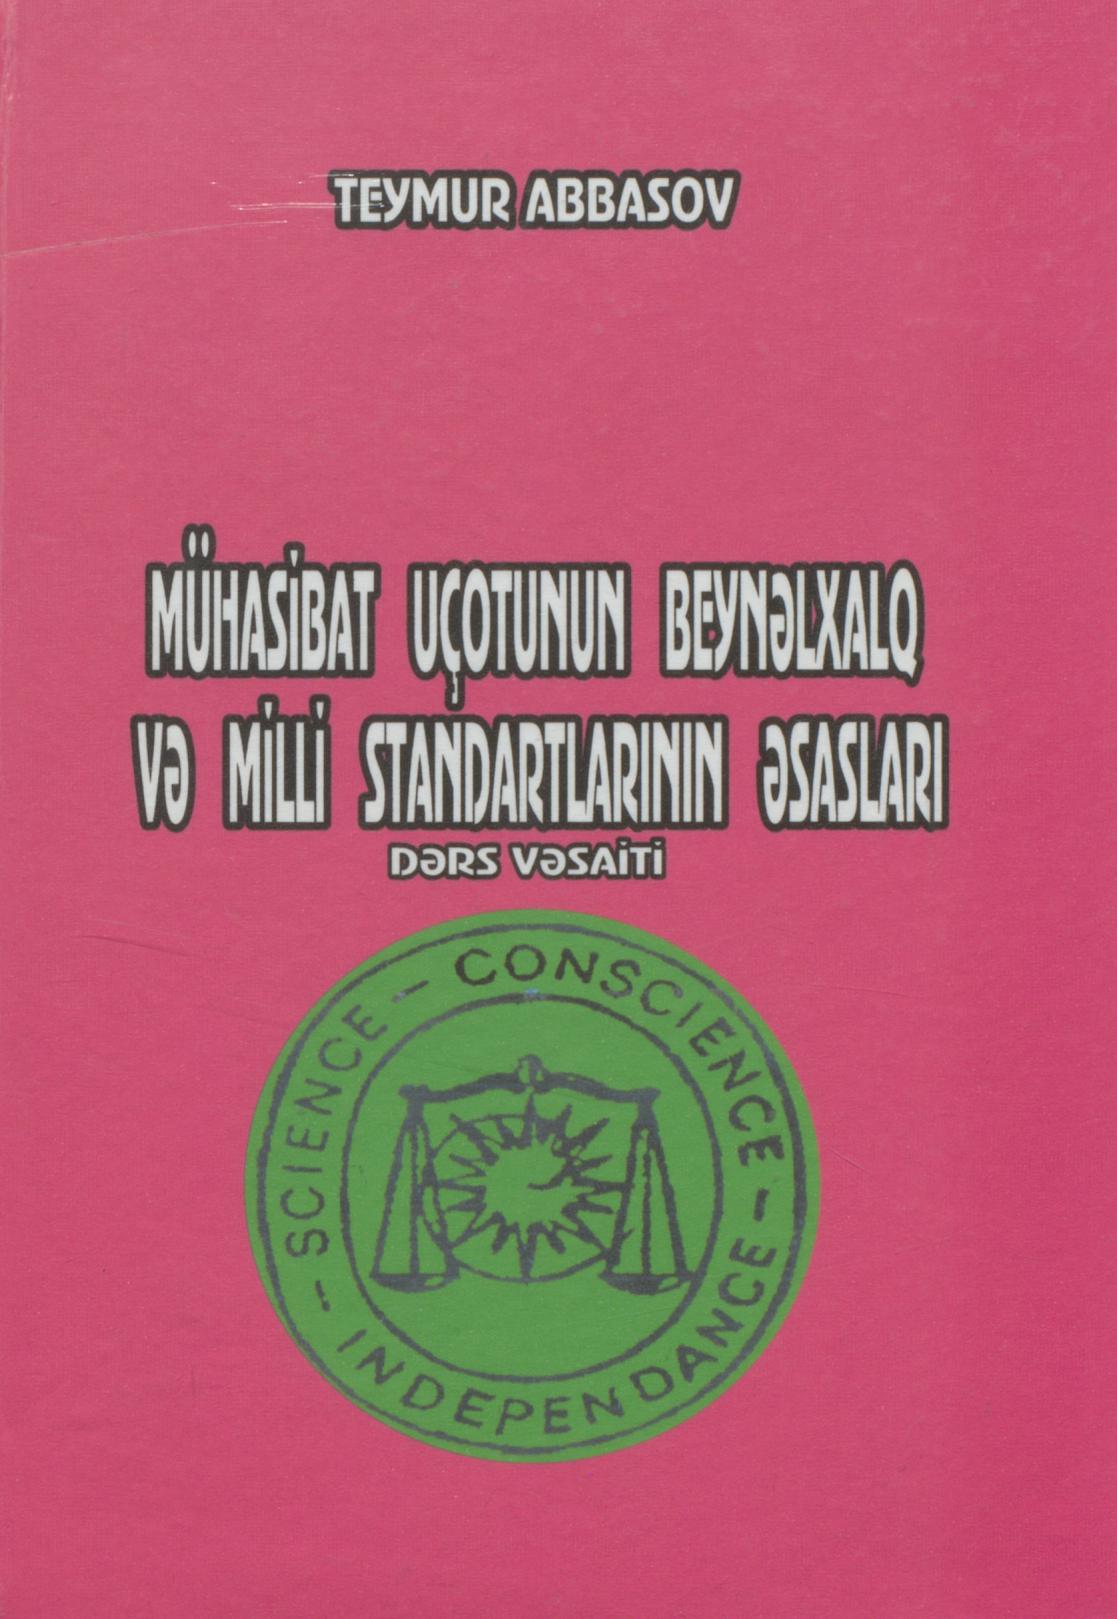 TEYMUR ABBASOV
MÜHASİBAT UÇOTUNUN BEYNƏLXALQ
VƏ MİLLİ STANDARTLARININ ƏSASLARI
DƏRS VƏSAİTİ
SCIENCE – CONSCIENCE – INDEPENDANCE –